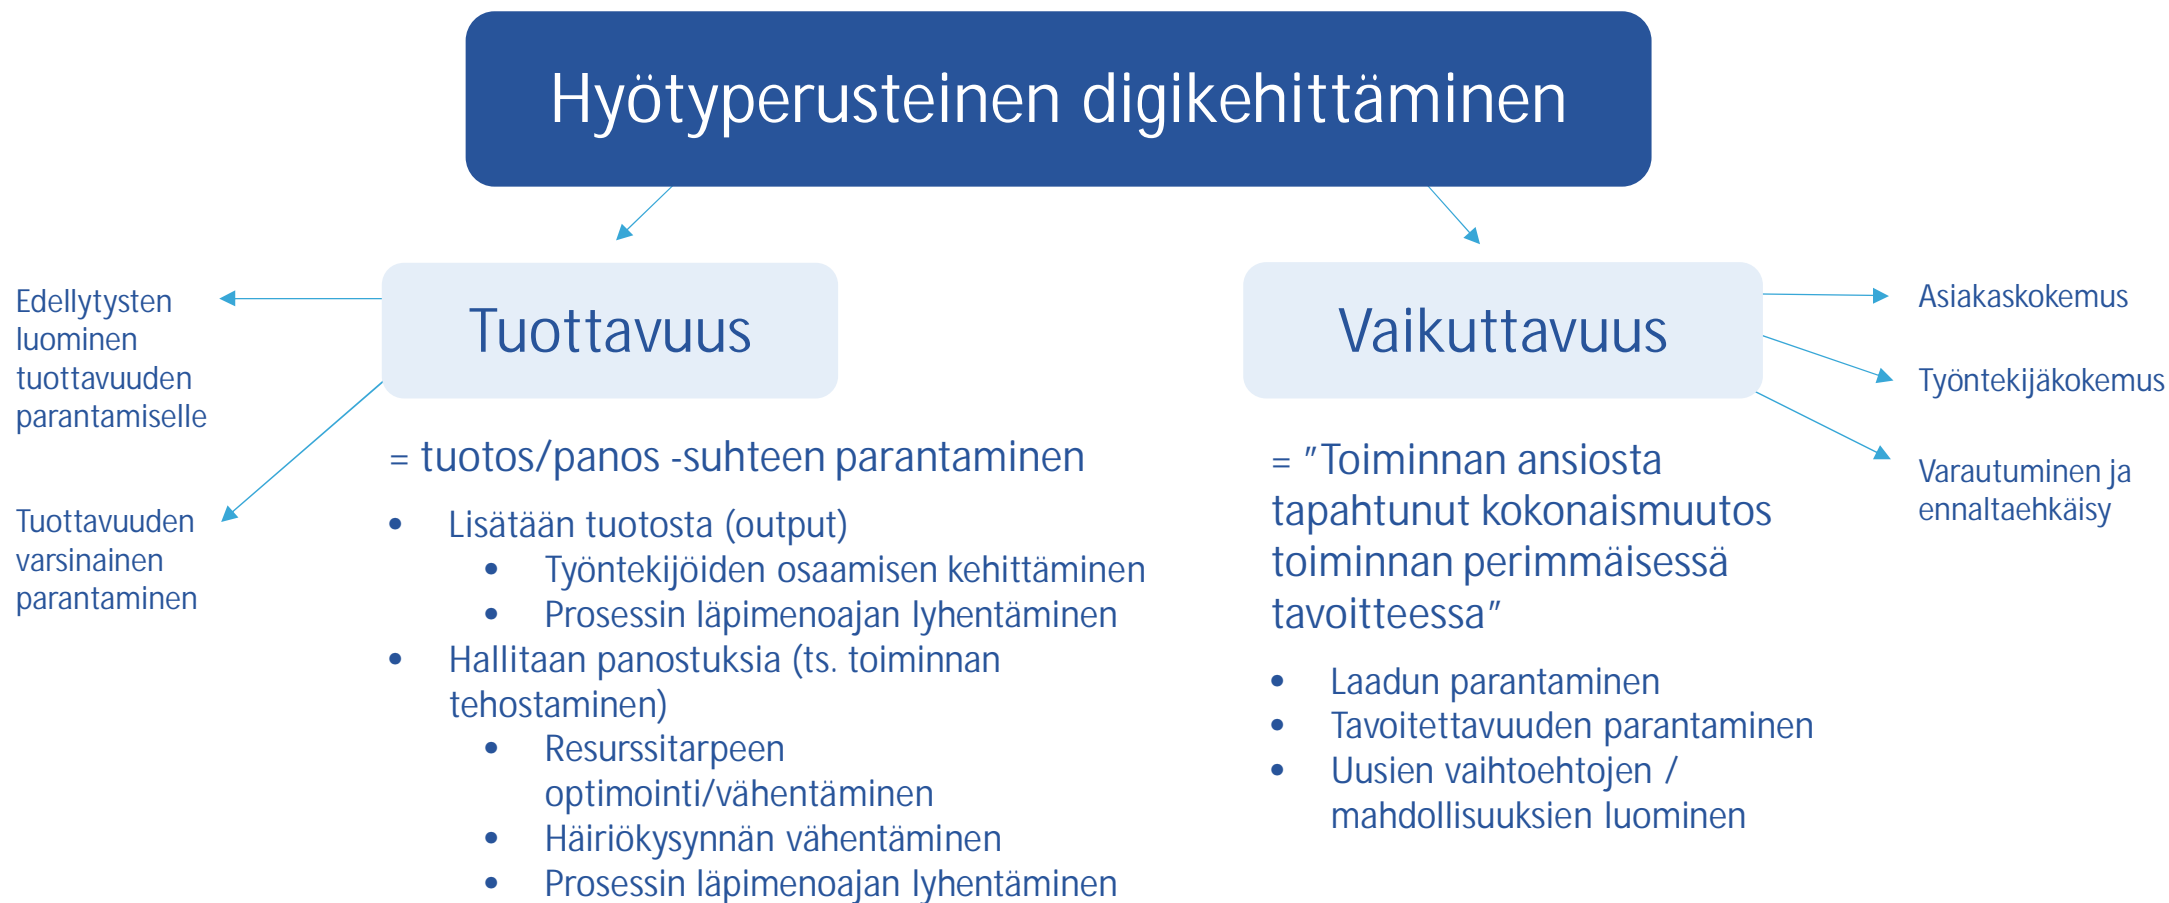 Hyötyperusteinen digikehittäminen
Edellytysten
luominen
tuottavuuden
parantamiselle
Tuottavuuden
varsinainen
parantaminen
Tuottavuus
= tuotos/panos -suhteen parantaminen
• Lisätään tuotosta (output)
• Työntekijöiden osaamisen kehittäminen
• Prosessin läpimenoajan lyhentäminen
• Hallitaan panostuksia (ts. toiminnan
tehostaminen)
• Resurssitarpeen
optimointi/vähentäminen
• Häiriökysynnän vähentäminen
• Prosessin läpimenoajan lyhentäminen
Vaikuttavuus
= ”Toiminnan ansiosta
tapahtunut kokonaismuutos
toiminnan perimmäisessä
tavoitteessa”
• Laadun parantaminen
• Tavoitettavuuden parantaminen
• Uusien vaihtoehtojen /
mahdollisuuksien luominen
Asiakaskokemus
Työntekijäkokemus
Varautuminen ja
ennaltaehkäisy